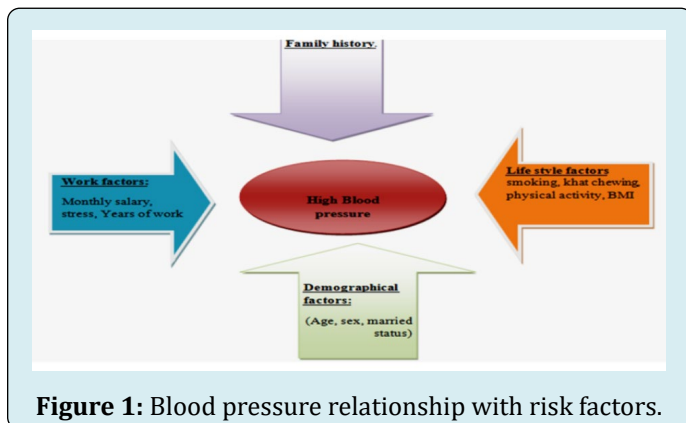 Family history.
Work factors:
Monthly salary,
stress, Years of work
High Blood
pressure
Life style factors
smoking, khat chewing,
physical activity, BMI
Demographical
factors:
(Age, sex, married
status)
Figure 1: Blood pressure relationship with risk factors.